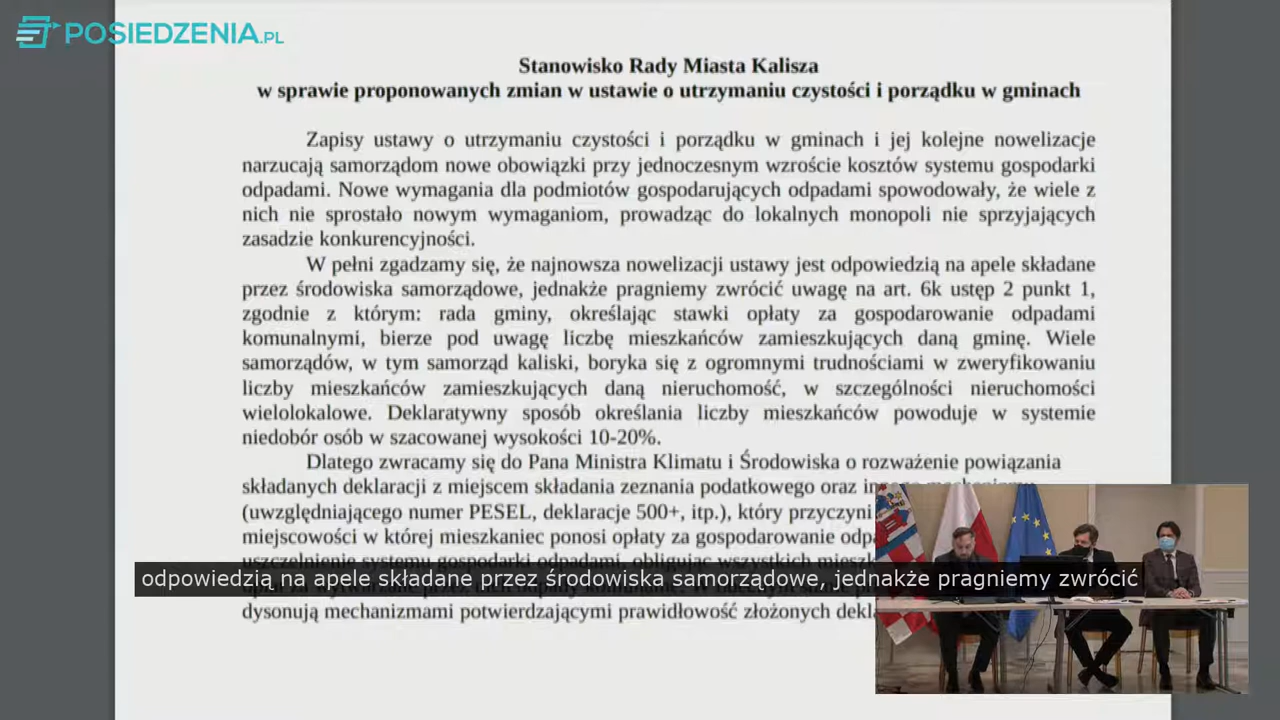 POSIEDZENIA.PL
Stanowisko Rady Miasta Kalisza
w sprawie proponowanych zmian w ustawie o utrzymaniu czystości i porządku w gminach
Zapisy ustawy o utrzymaniu czystości i porządku w gminach i jej kolejne nowelizacje
narzucają samorządom nowe obowiązki przy jednoczesnym wzroście kosztów systemu gospodarki
odpadami. Nowe wymagania dla podmiotów gospodarujących odpadami spowodowały, że wiele z
nich nie sprostało nowym wymaganiom, prowadząc do lokalnych monopoli nie sprzyjających
zasadzie konkurencyjności.
W pełni zgadzamy się, że najnowsza nowelizacji ustawy jest odpowiedzią na apele składane
przez środowiska samorządowe, jednakże pragniemy zwrócić uwagę na art. 6k ustęp 2 punkt 1,
zgodnie z którym: rada gminy, określając stawki opłaty za gospodarowanie odpadami
komunalnymi, bierze pod uwagę liczbę mieszkańców zamieszkujących daną gminę. Wiele
samorządów, w tym samorząd kaliski, boryka się z ogromnymi trudnościami w zweryfikowaniu
liczby mieszkańców zamieszkujących daną nieruchomość, w szczególności nieruchomości
wielolokalowe. Deklaratywny sposób określania liczby mieszkańców powoduje w systemie
niedobór osób w szacowanej wysokości 10-20%.
Dlatego zwracamy się do Pana Ministra Klimatu i Środowiska o rozważenie powiązania
składanych deklaracji z miejscem składania zeznania podatkowego oraz
(uwzględniającego numer PESEL, deklaracje 500+, itp.), który przyczyni
miejscowości w której mieszkaniec ponosi opłaty za gospodarowanie
uszczelnienie systemu gospodarki odpadami, obligując wszystkich
odpowiedzią na apele składane przez środowiska samorządowe, jednakże pragniemy zwrócić
dysonują mechanizmami potwierdzającymi prawidłowość złożonych